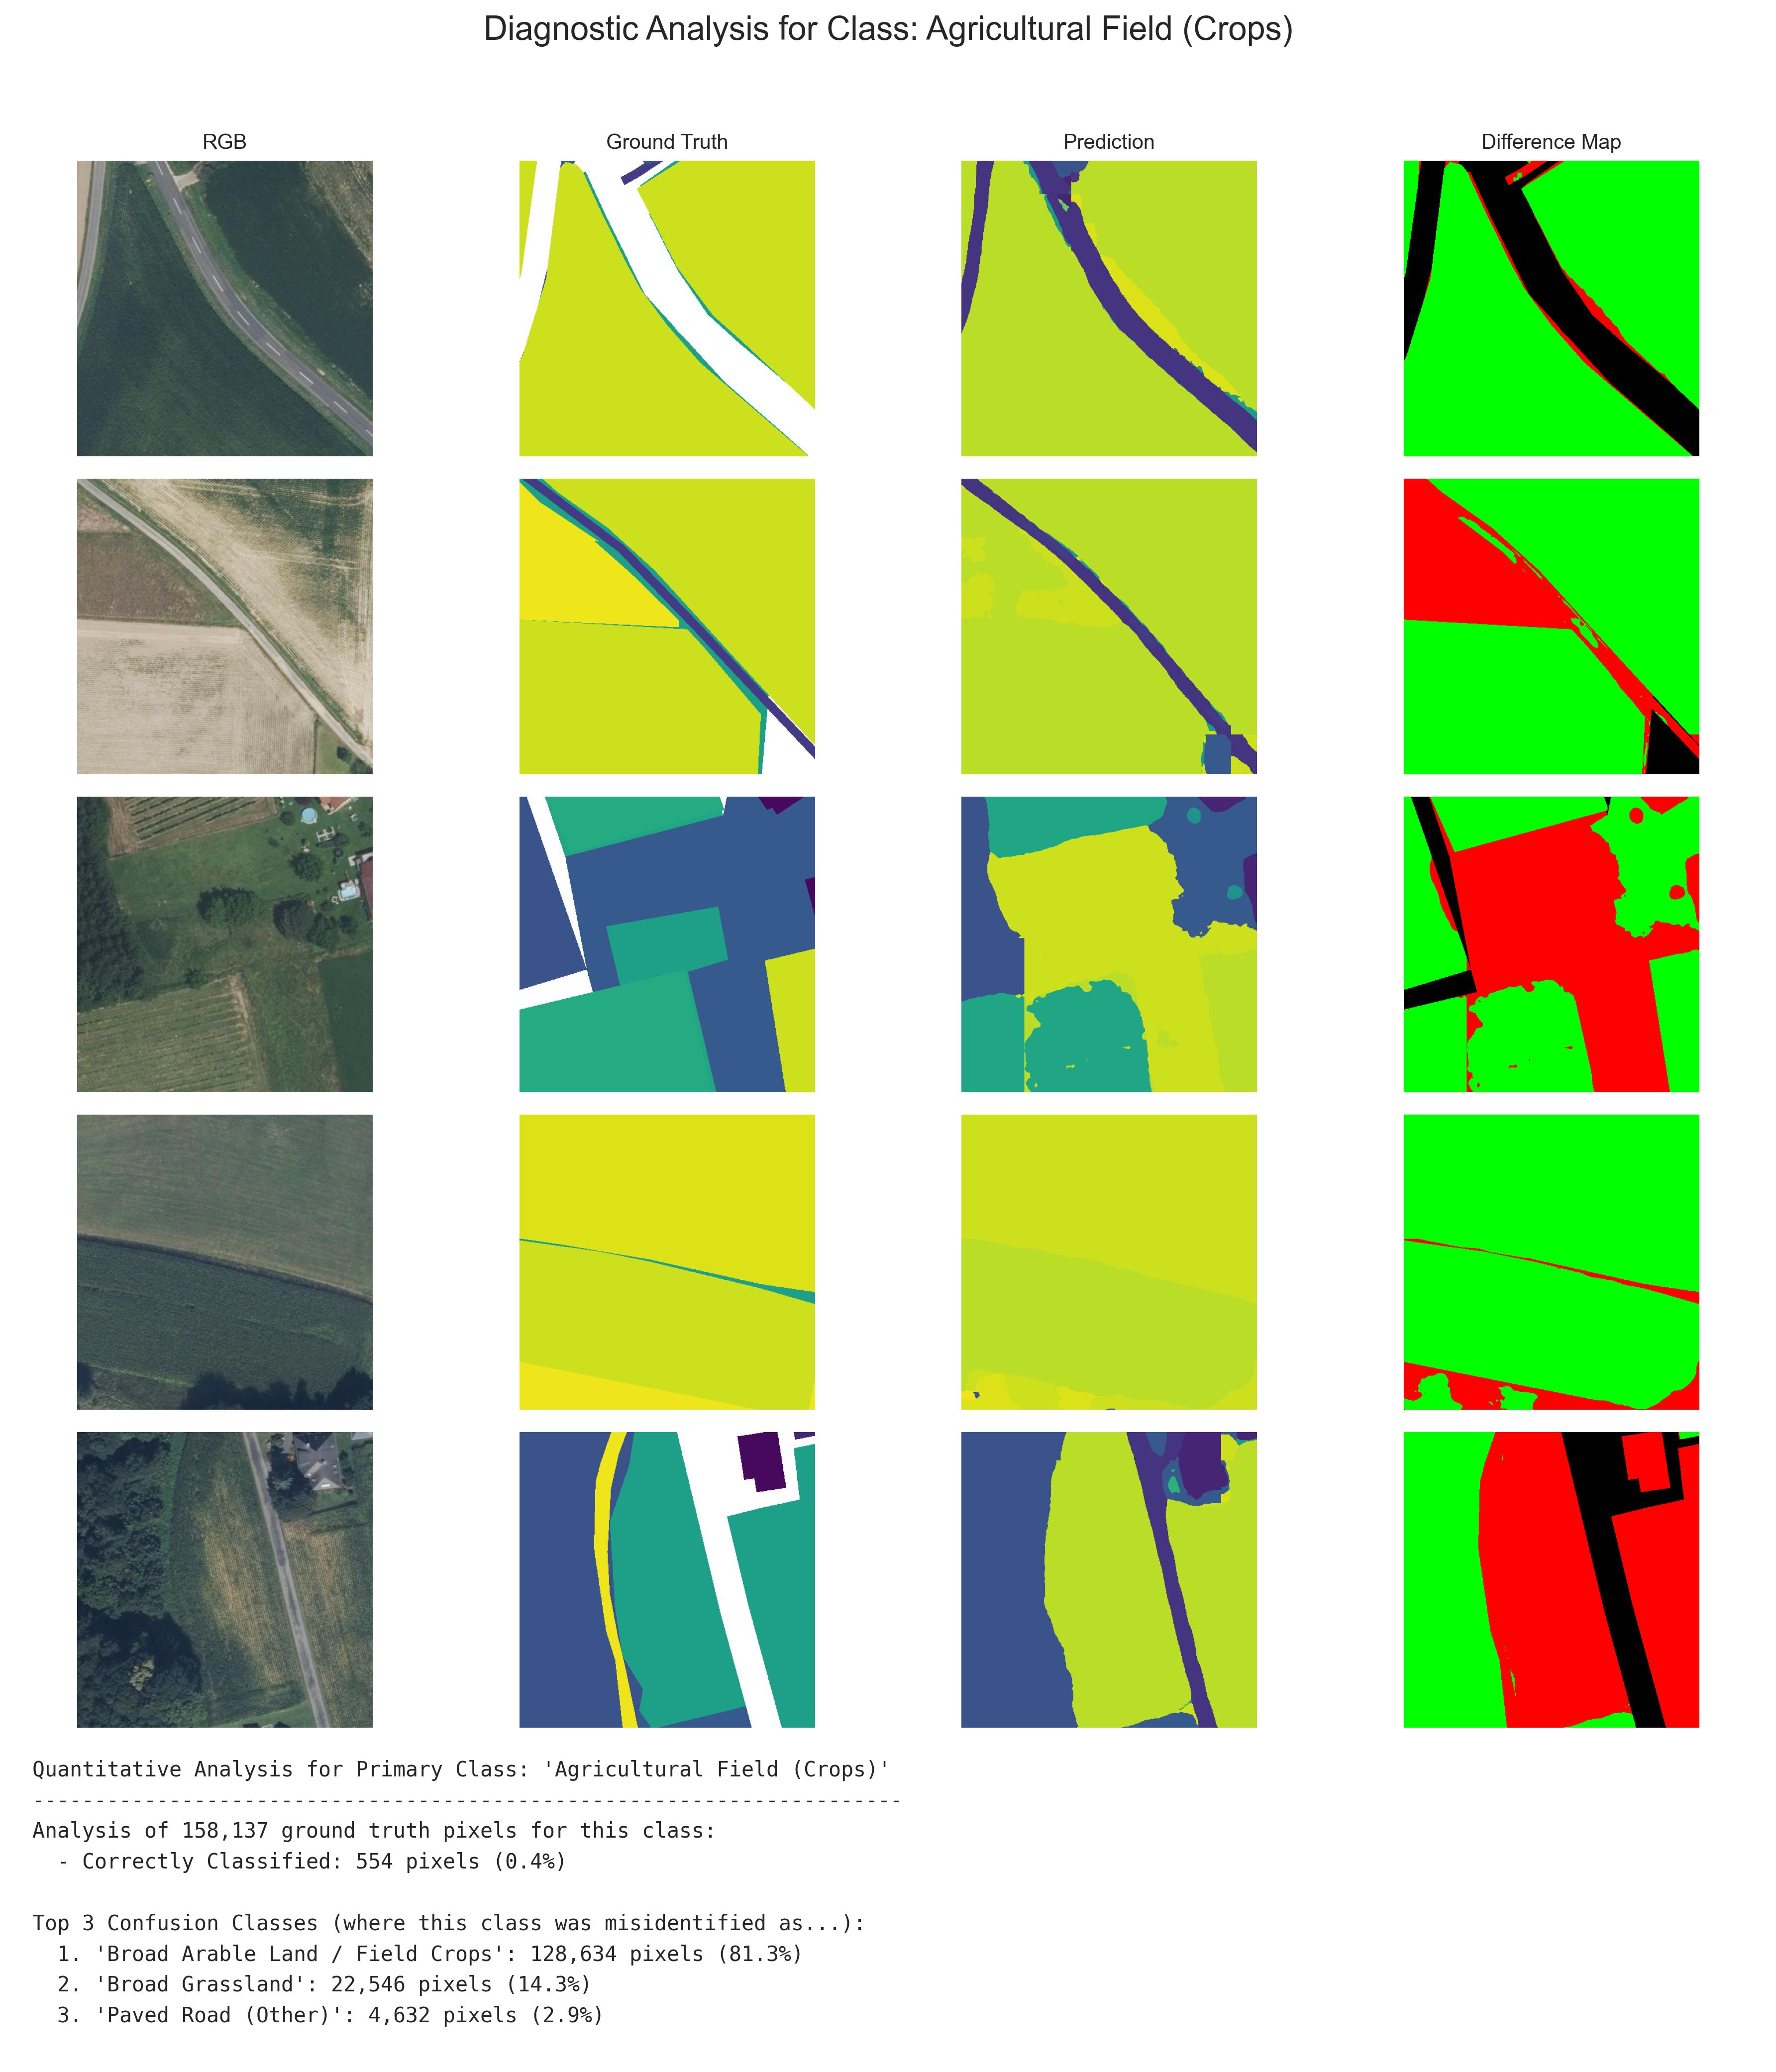 Diagnostic Analysis for Class: Agricultural Field (Crops)
RGB
Ground Truth
Prediction
Difference Map
Quantitative Analysis for Primary Class: 'Agricultural Field (Crops)'
----------------------------------------------------------------------
Analysis of 158,137 ground truth pixels for this class:
- Correctly Classified: 554 pixels (0.4%)
Top 3 Confusion Classes (where this class was misidentified as...):
1. 'Broad Arable Land / Field Crops': 128,634 pixels (81.3%)
2. 'Broad Grassland': 22,546 pixels (14.3%)
3. 'Paved Road (Other)': 4,632 pixels (2.9%)